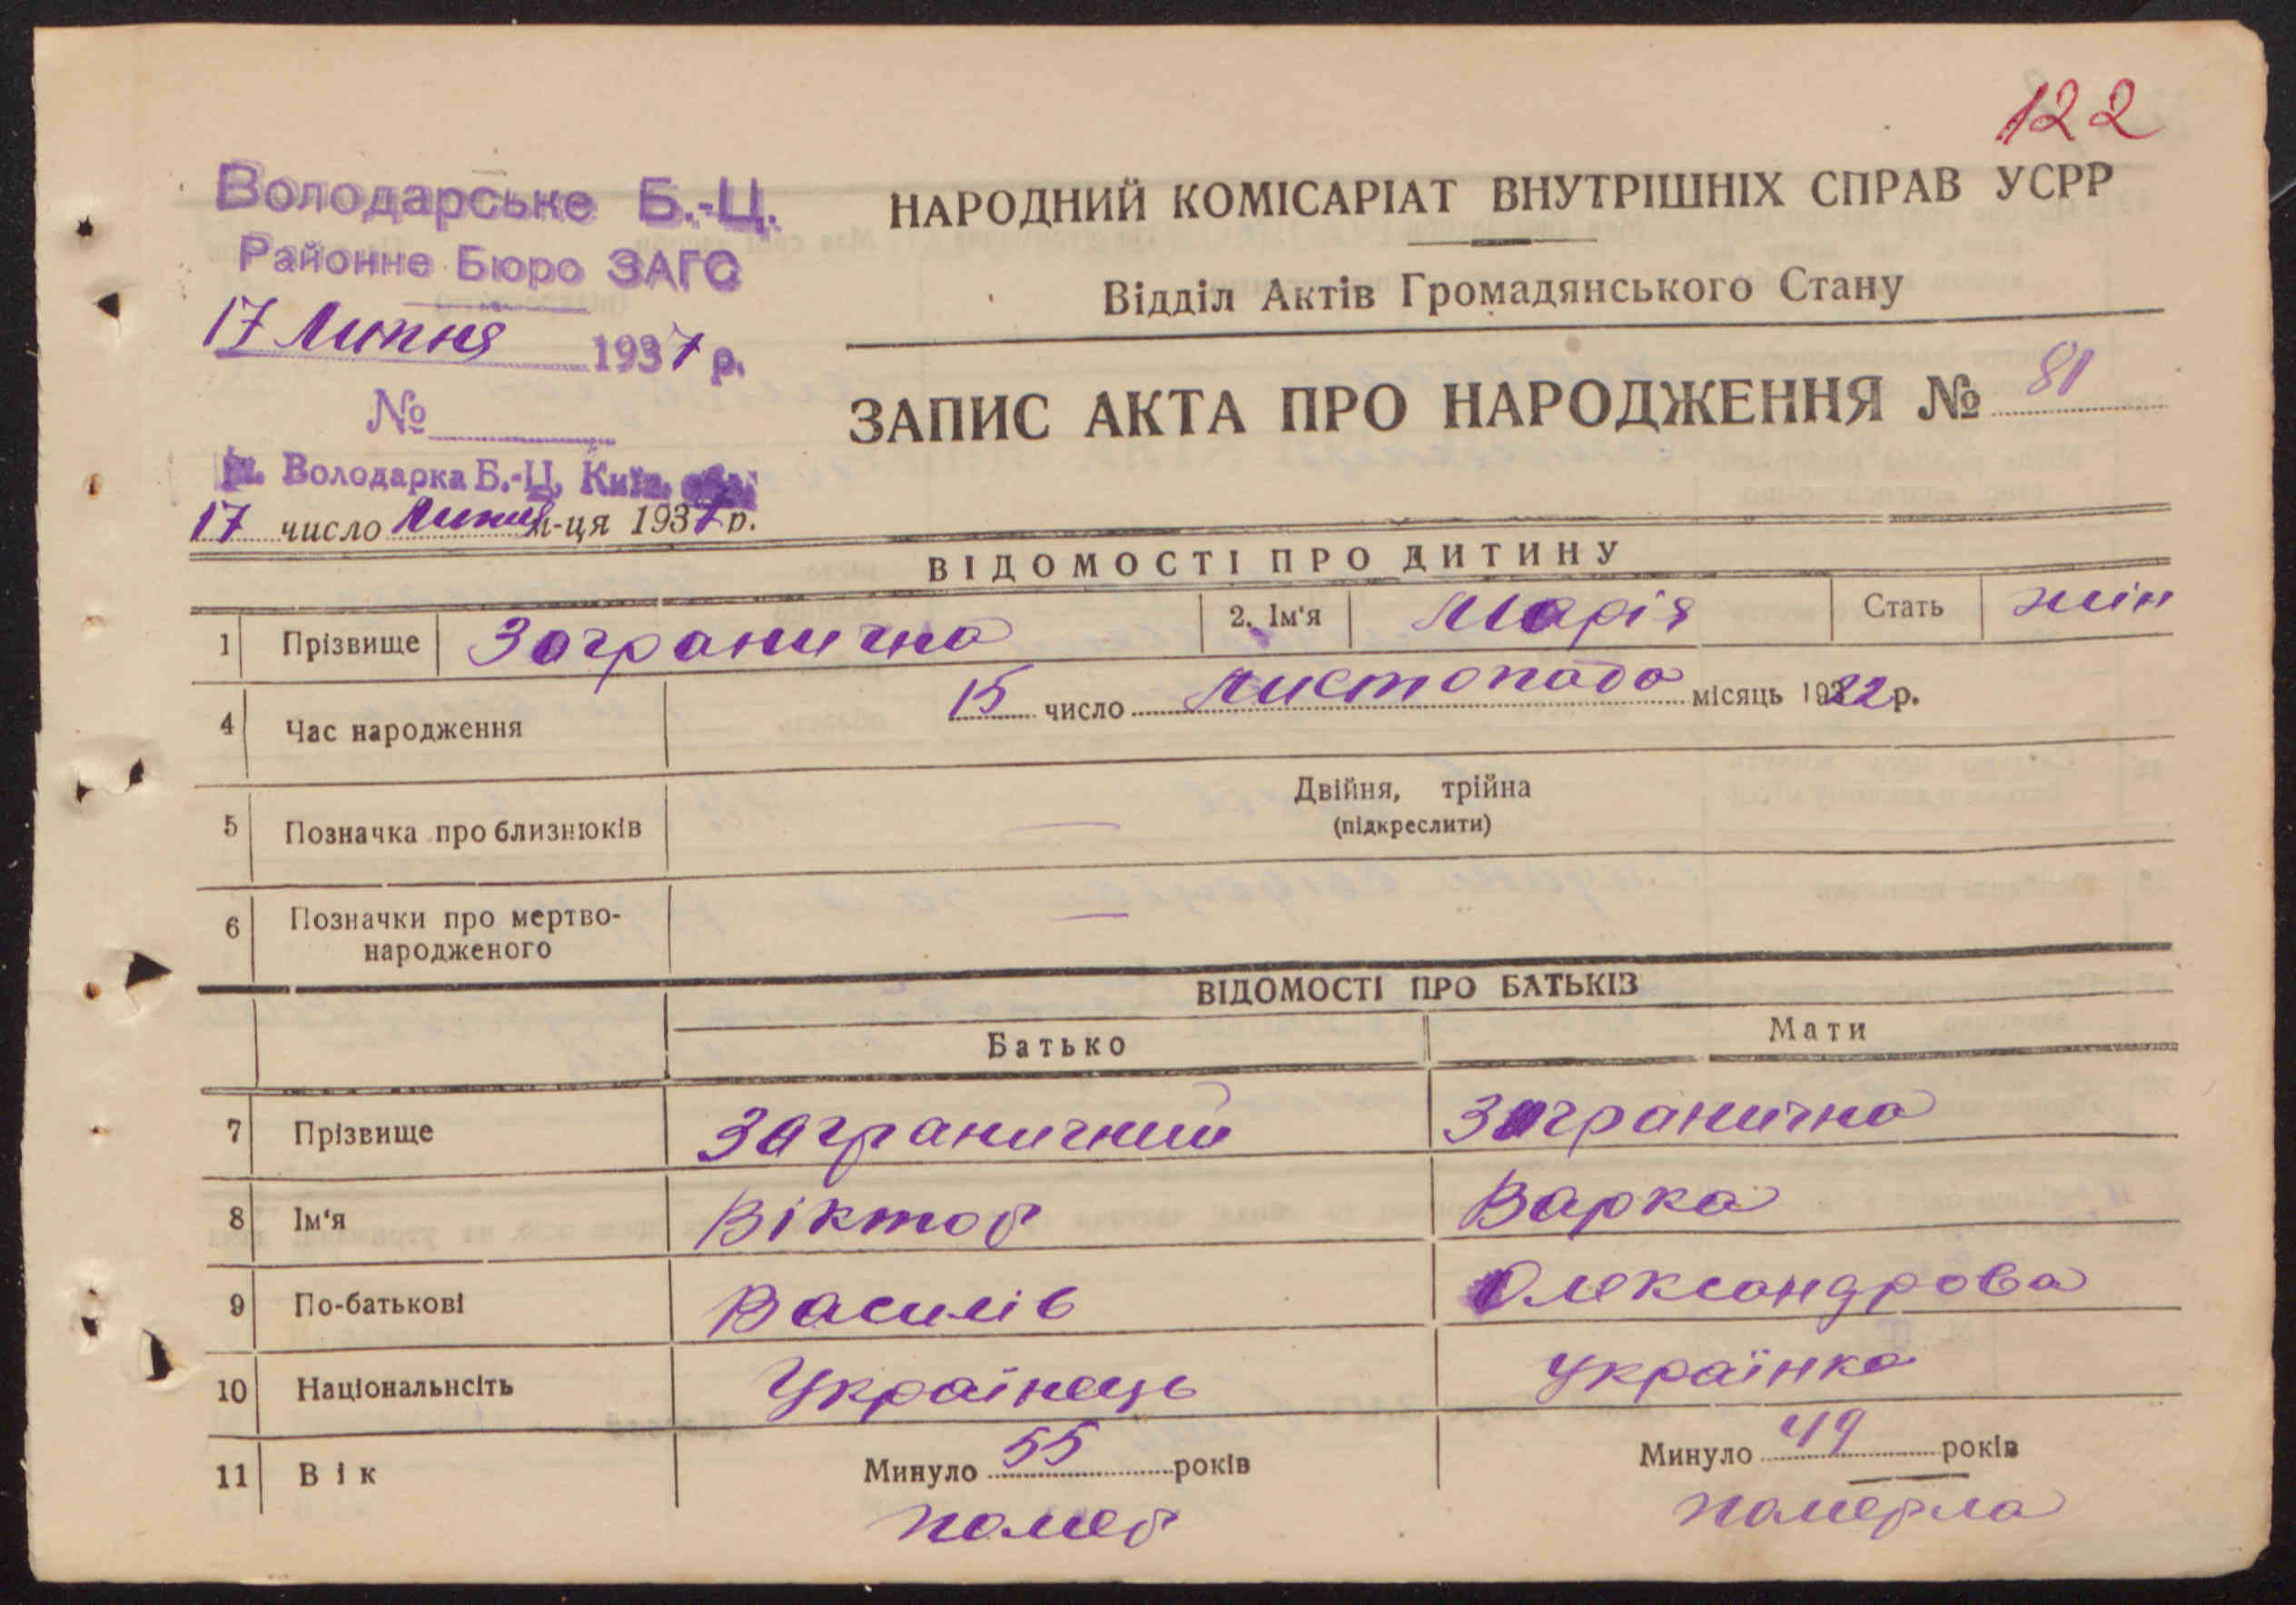 122
Володарське Б.-Ц.
Районне Бюро ЗАГС
17 Липня 1937 р.
№
Володарка Б.-Ц, Київ.
17 число Липня м-ця 1937 р.
НАРОДНИЙ КОМІСАРІАТ ВНУТРІШНІХ СПРАВ УСРР
Відділ Актів Громадянського Стану
ЗАПИС АКТА ПРО НАРОДЖЕННЯ № 81
ВІДОМОСТІ ПРО ДИТИНУ
1 Прізвище Загранична 2. Ім'я Марія Стать жін
4 Час народження 15 число листопада місяць 1922 р.
5 Позначка про близнюків — Двійня, трійна
(підкреслити)
6 Позначки про мертво-
народженого —
ВІДОМОСТІ ПРО БАТЬКІВ
Батько Мати
7 Прізвище Заграничний Загранична
8 Ім'я Віктор Варка
9 По-батькові Василів Олександрова
10 Національнсіть Українець Українка
11 Вік Минуло 55 років Минуло 49 років
помер померла